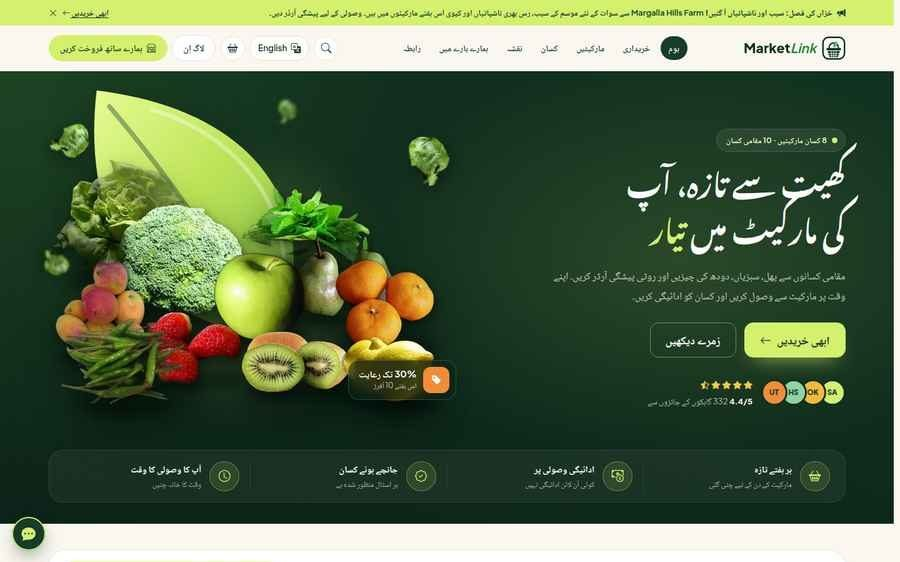 خزاں کی فصل: سیب اور ناشپاتیاں آ گئیں! Margalla Hills Farm سے سوات کے نئے موسم کے سیب، رس بھری ناشپاتیاں اور کیوی اس ہفتے مارکیٹوں میں ہیں۔ وصولی کے لیے پیشگی آرڈر دیں۔
ابھی خریدیں ←
MarketLink
ہوم
خریداری
مارکیٹیں
کسان
نقشہ
ہمارے بارے میں
رابطہ
English
لاگ اِن
ہمارے ساتھ فروخت کریں
8 کسان مارکیٹیں · 10 مقامی کسان
کھیت سے تازہ، آپ
کی مارکیٹ میں تیار
مقامی کسانوں سے پھل، سبزیاں، دودھ کی چیزیں اور روٹی پیشگی آرڈر کریں۔ اپنے
وقت پر مارکیٹ سے وصول کریں اور کسان کو ادائیگی کریں۔
ابھی خریدیں ←
زمرے دیکھیں
SA OK HS UT
4.4/5 332 گاہکوں کے جائزوں سے
30% تک رعایت
اس ہفتے 10 آفرز
ہر ہفتے تازہ
مارکیٹ کے دن کے لیے چنی گئی
ادائیگی وصولی پر
کوئی آن لائن ادائیگی نہیں
جانچے ہوئے کسان
ہر اسٹال منظور شدہ ہے
آپ کا وصولی کا وقت
وقت کا خانہ چنیں